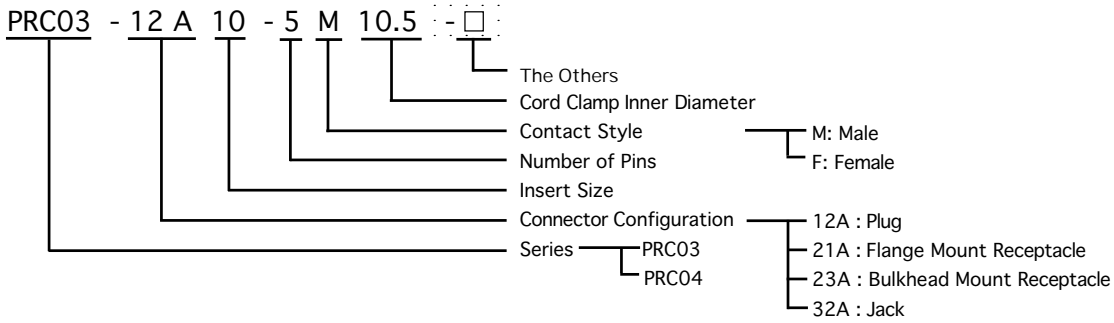 PRC03 - 12 A 10 - 5 M 10.5 - □
The Others
Cord Clamp Inner Diameter
Contact Style
M: Male
Number of Pins
F: Female
Insert Size
Connector Configuration
12A : Plug
Series
PRC03
21A : Flange Mount Receptacle
PRC04
23A : Bulkhead Mount Receptacle
32A : Jack